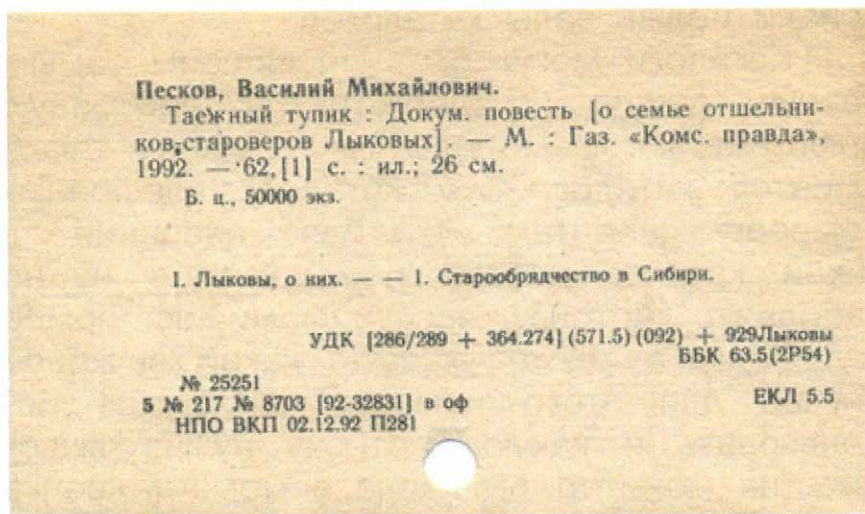 Песков, Василий Михайлович.
Таежный тупик : Докум. повесть [о семье отшельни-
ков,староверов Лыковых]. — М. : Газ. «Комс. правда»,
1992. — 62, [1] с. : ил.; 26 см.
Б. ц., 50000 экз.
1. Лыковы, о них. — — 1. Старообрядчество в Сибири.
УДК [286/289 + 364.274] (571.5) (092) + 929Лыковы
ББК 63.5(2Р54)
№ 25251
5 № 217 № 8703 [92-32831] в оф ЕКЛ 5.5
НПО ВКП 02.12.92 П281